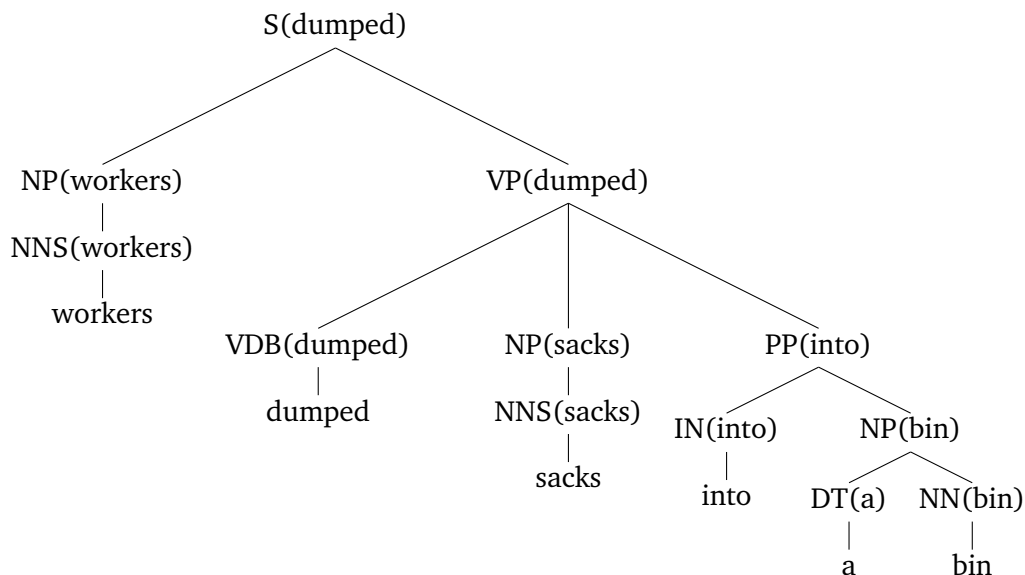 S(dumped)
NP(workers) VP(dumped)
NNS(workers)
workers
VDB(dumped) NP(sacks) PP(into)
dumped NNS(sacks) IN(into) NP(bin)
sacks into DT(a) NN(bin)
a bin